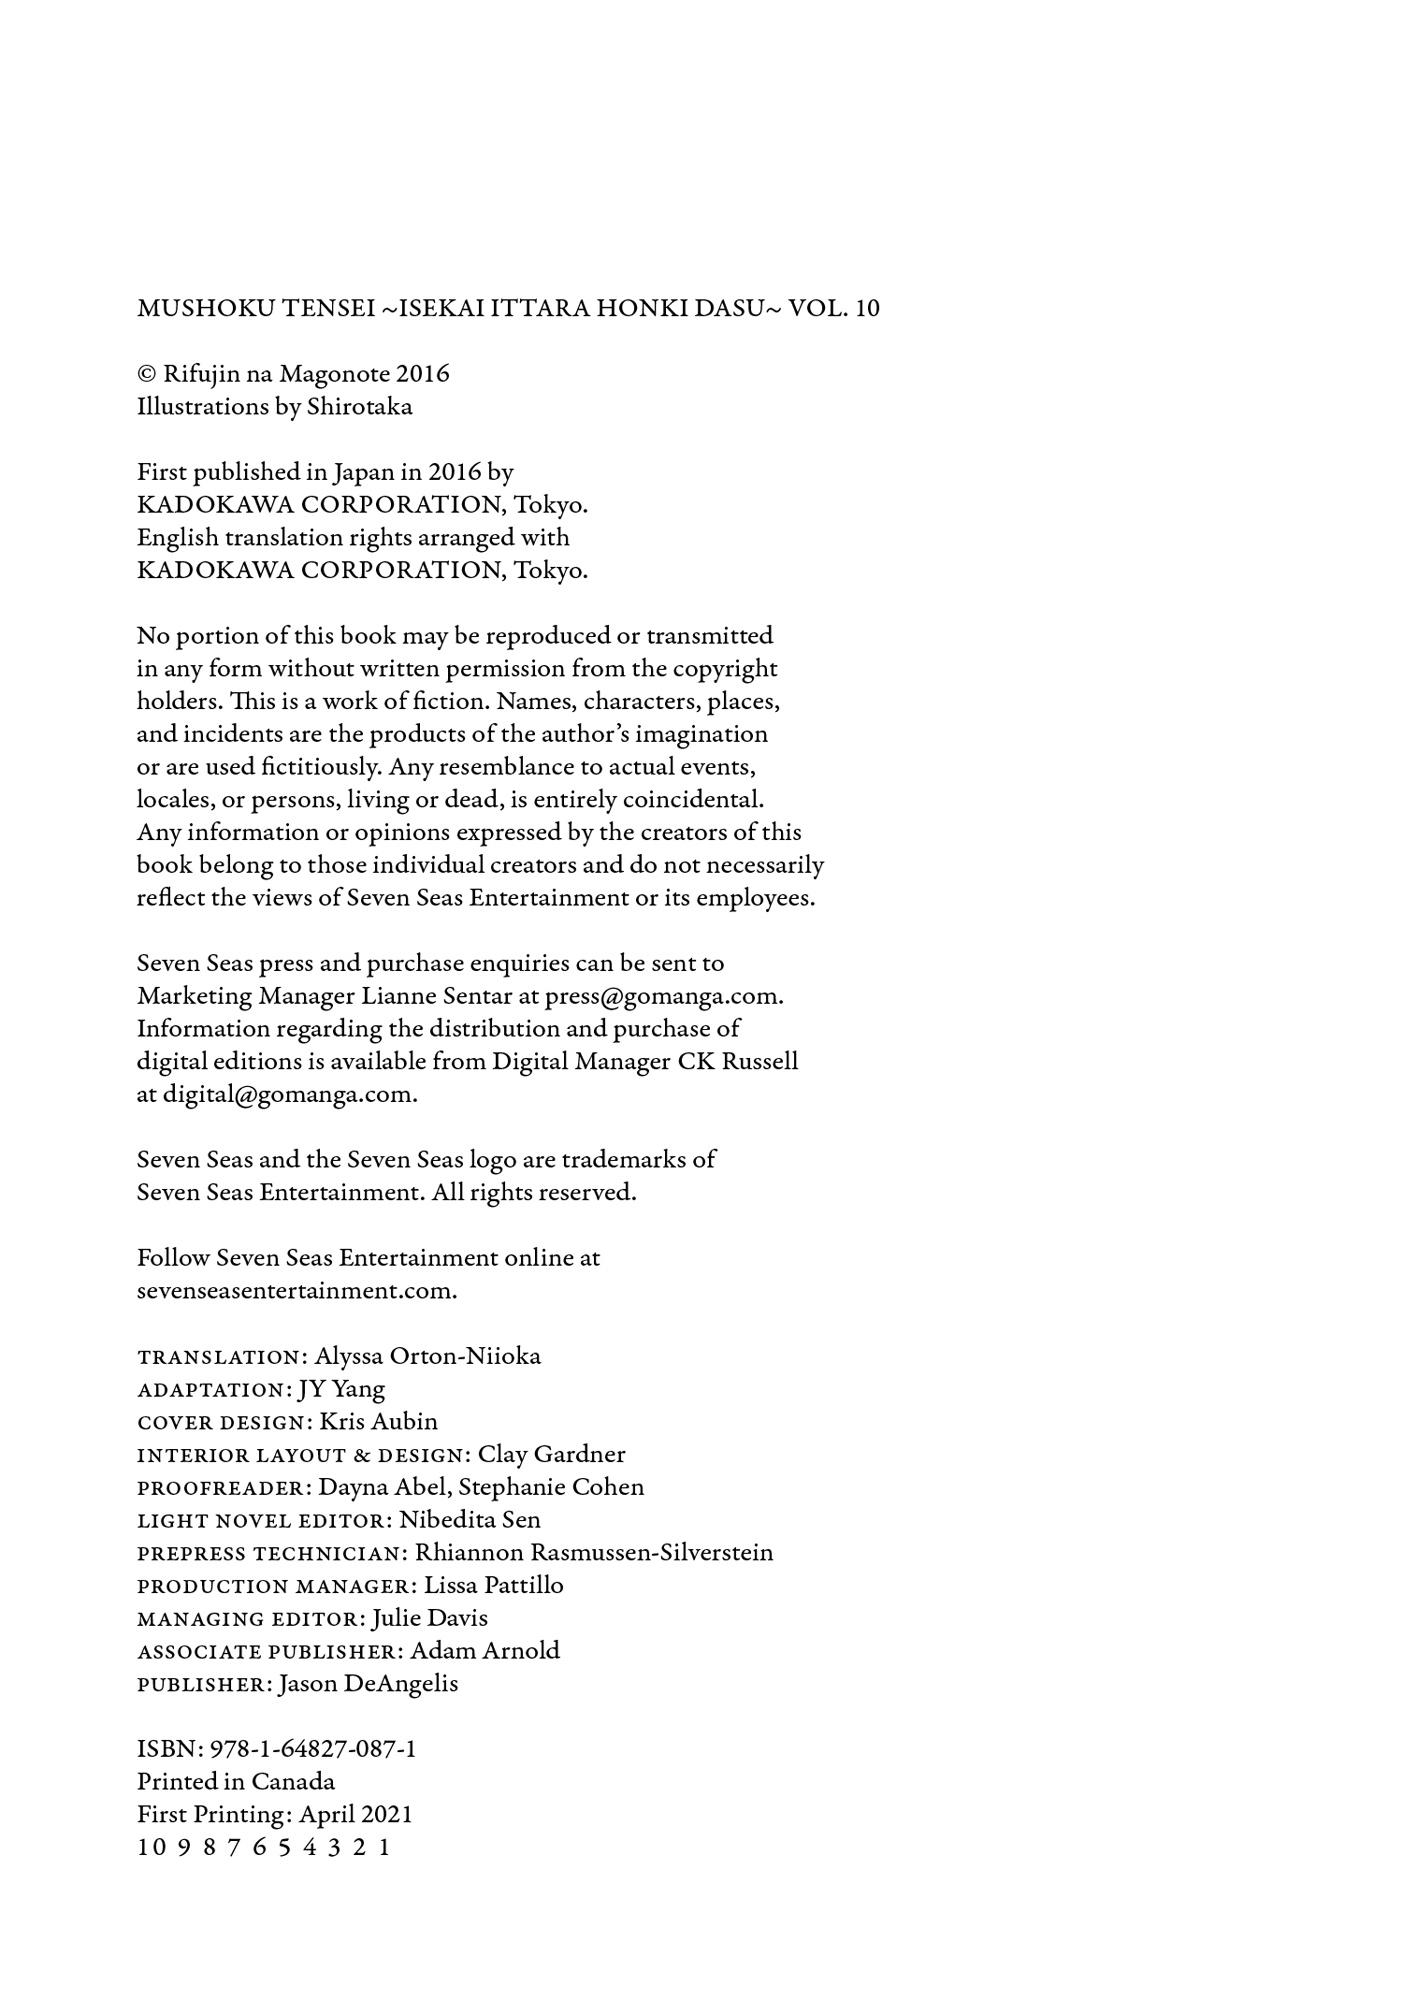 MUSHOKU TENSEI ~ISEKAI ITTARA HONKI DASU~ VOL. 10
© Rifujin na Magonote 2016
Illustrations by Shirotaka
First published in Japan in 2016 by
KADOKAWA CORPORATION, Tokyo.
English translation rights arranged with
KADOKAWA CORPORATION, Tokyo.
No portion of this book may be reproduced or transmitted
in any form without written permission from the copyright
holders. This is a work of fiction. Names, characters, places,
and incidents are the products of the author’s imagination
or are used fictitiously. Any resemblance to actual events,
locales, or persons, living or dead, is entirely coincidental.
Any information or opinions expressed by the creators of this
book belong to those individual creators and do not necessarily
reflect the views of Seven Seas Entertainment or its employees.
Seven Seas press and purchase enquiries can be sent to
Marketing Manager Lianne Sentar at press@gomanga.com.
Information regarding the distribution and purchase of
digital editions is available from Digital Manager CK Russell
at digital@gomanga.com.
Seven Seas and the Seven Seas logo are trademarks of
Seven Seas Entertainment. All rights reserved.
Follow Seven Seas Entertainment online at
sevenseasentertainment.com.
TRANSLATION: Alyssa Orton-Niioka
ADAPTATION: JY Yang
COVER DESIGN: Kris Aubin
INTERIOR LAYOUT & DESIGN: Clay Gardner
PROOFREADER: Dayna Abel, Stephanie Cohen
LIGHT NOVEL EDITOR: Nibedita Sen
PREPRESS TECHNICIAN: Rhiannon Rasmussen-Silverstein
PRODUCTION MANAGER: Lissa Pattillo
MANAGING EDITOR: Julie Davis
ASSOCIATE PUBLISHER: Adam Arnold
PUBLISHER: Jason DeAngelis
ISBN: 978-1-64827-087-1
Printed in Canada
First Printing: April 2021
10 9 8 7 6 5 4 3 2 1